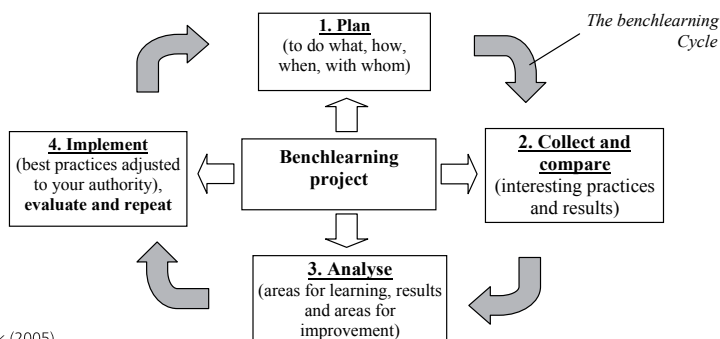 1. Plan
(to do what, how,
when, with whom)
The benchlearning
Cycle
4. Implement
(best practices adjusted
to your authority),
evaluate and repeat
Benchlearning
project
2. Collect and
compare
(interesting practices
and results)
3. Analyse
(areas for learning, results
and areas for
improvement)
(2005)